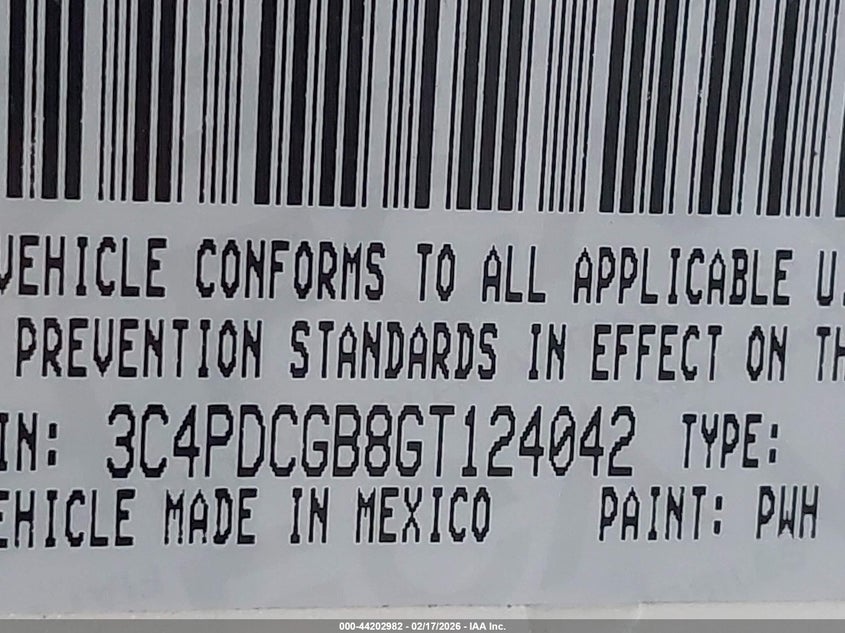 VEHICLE CONFORMS TO ALL APPLICABLE U.
PREVENTION STANDARDS IN EFFECT ON TH
IN: 3C4PDCGB8GT124042 TYPE:
EHICLE MADE IN MEXICO PAINT: PWH
000-44202982 - 02/17/2026 - IAA Inc.